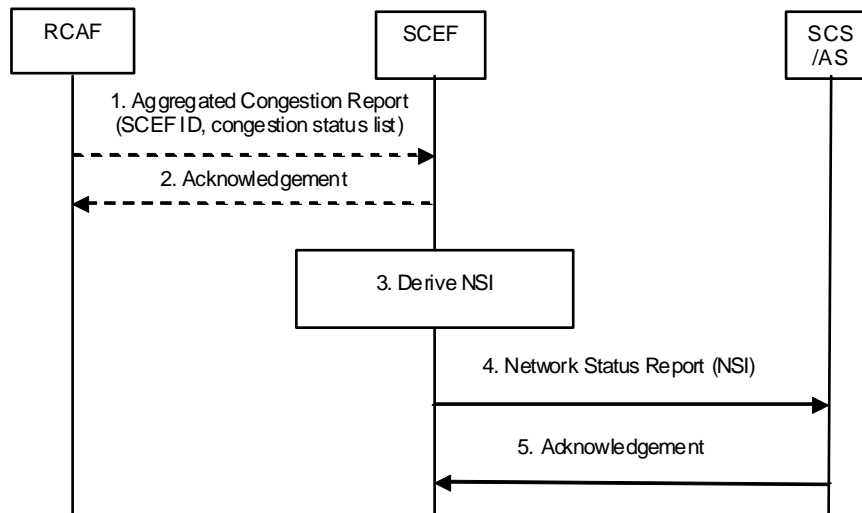 RCAF
SCEF
SCS
/AS
1. Aggregated Congestion Report
(SCEF ID, congestion status list)
2. Acknowledgement
3. Derive NSI
4. Network Status Report (NSI)
5. Acknowledgement